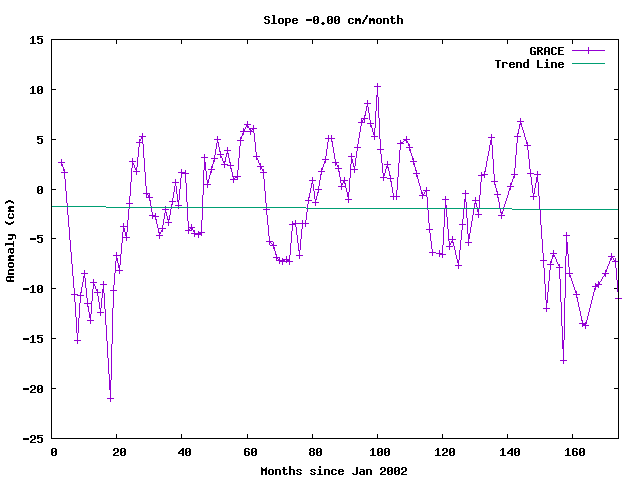 Slope -0.00 cm/month
GRACE
Trend Line
15
10
5
0
-5
-10
-15
-20
-25
Anomaly (cm)
0 20 40 60 80 100 120 140 160
Months since Jan 2002